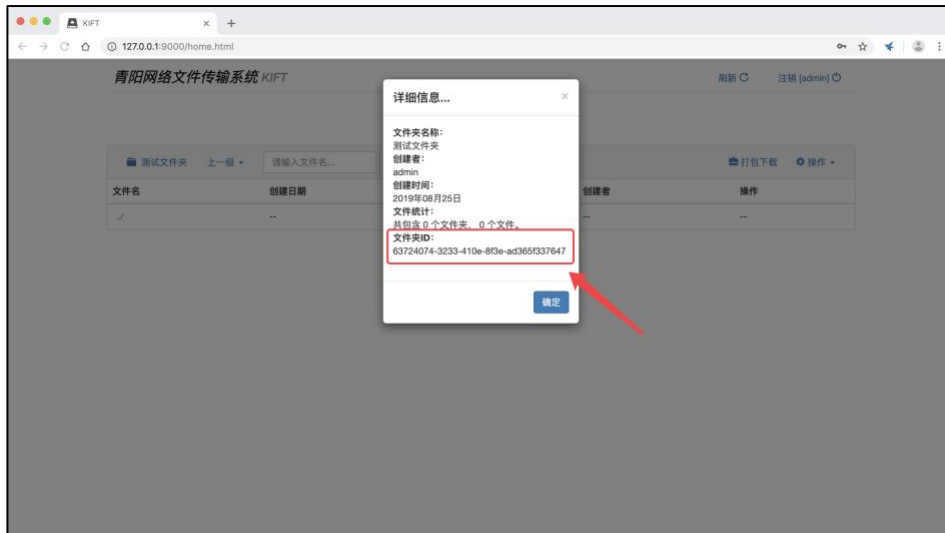 KIFT
127.0.0.1:9000/home.html
青阳网络文件传输系统 KIFT
刷新
注销 [admin]
详细信息...
文件夹名称：
测试文件夹
创建者：
admin
创建时间：
2019年08月25日
文件统计：
共包含 0 个文件夹、 0 个文件。
文件夹ID：
63724074-3233-410e-8f3e-ad365f337647
确定
测试文件夹
上一级
请输入文件名...
打包下载
操作
文件名
创建日期
创建者
操作
../
--
--
--